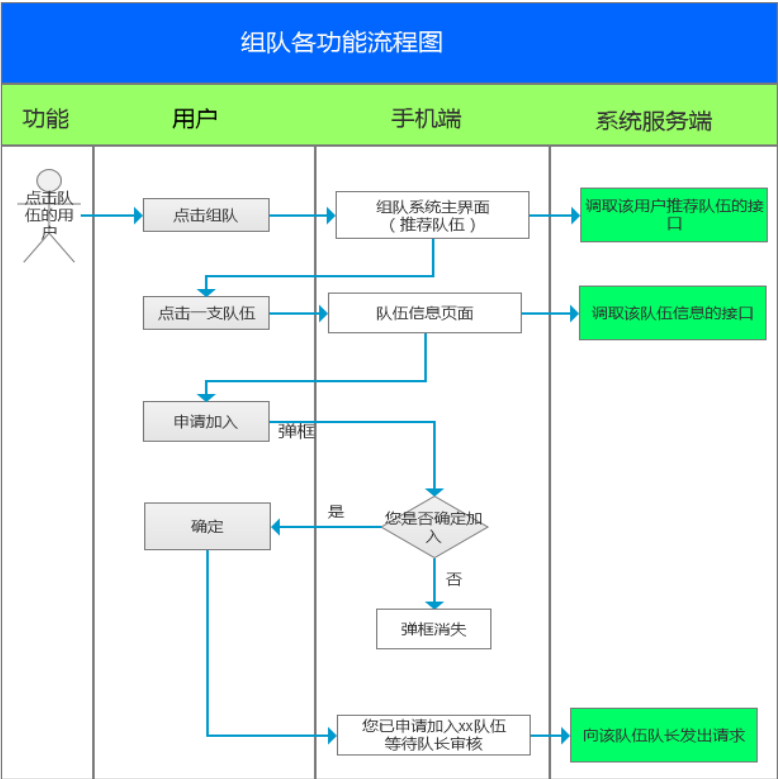 组队各功能流程图
功能
用户
手机端
系统服务端
点击队
伍的用
户
点击组队
组队系统主界面
（推荐队伍）
调取该用户推荐队伍的接
口
点击一支队伍
队伍信息页面
调取该队伍信息的接口
申请加入
弹框
您是否确定加
入
是
确定
否
弹框消失
您已申请加入xx队伍
等待队长审核
向该队伍队长发出请求